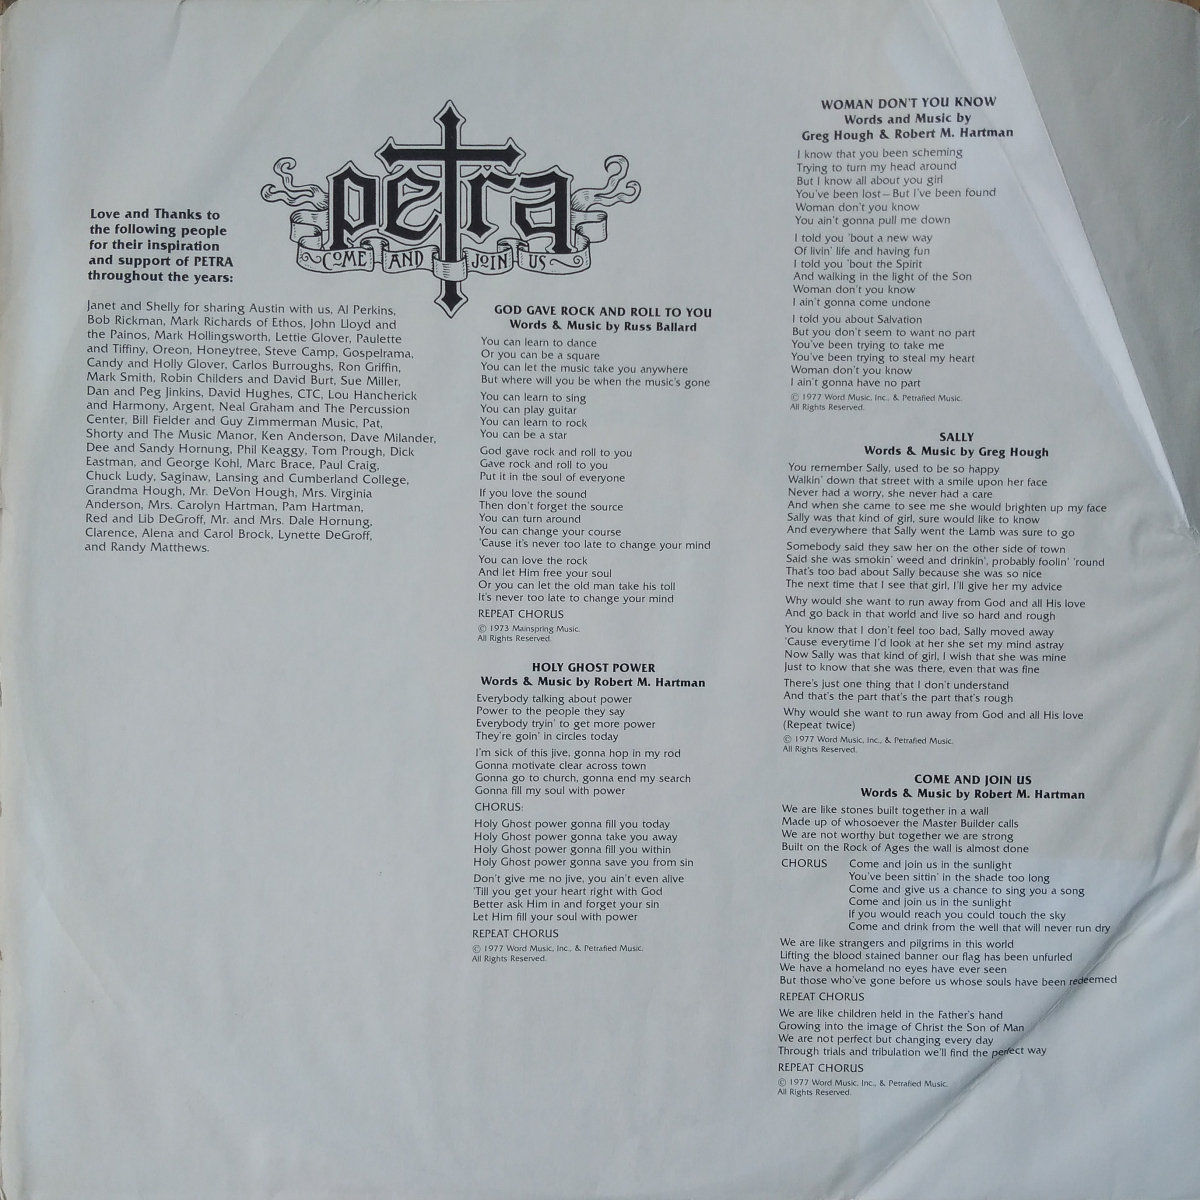 petra
COME AND JOIN US
Love and Thanks to
the following people
for their inspiration
and support of PETRA
throughout the years:
Janet and Shelly for sharing Austin with us, Al Perkins,
Bob Rickman, Mark Richards of Ethos, John Lloyd and
the Painos, Mark Hollingsworth, Lettie Glover, Paulette
and Tiffiny, Oreon, Honeytree, Steve Camp, Gospelrama,
Candy and Holly Glover, Carlos Burroughs, Ron Griffin,
Mark Smith, Robin Childers and David Burt, Sue Miller,
Dan and Peg Jinkins, David Hughes, CTC, Lou Hancherick
and Harmony, Argent, Neal Graham and The Percussion
Center, Bill Fielder and Guy Zimmerman Music, Pat,
Shorty and The Music Manor, Ken Anderson, Dave Milander,
Dee and Sandy Hornung, Phil Keaggy, Tom Prough, Dick
Eastman, and George Kohl, Marc Brace, Paul Craig,
Chuck Ludy, Saginaw, Lansing and Cumberland College,
Grandma Hough, Mr. DeVon Hough, Mrs. Virginia
Anderson, Mrs. Carolyn Hartman, Pam Hartman,
Red and Lib DeGroff, Mr. and Mrs. Dale Hornung,
Clarence, Alena and Carol Brock, Lynette DeGroff,
and Randy Matthews.
GOD GAVE ROCK AND ROLL TO YOU
Words & Music by Russ Ballard
You can learn to dance
Or you can be a square
You can let the music take you anywhere
But where will you be when the music's gone
You can learn to sing
You can play guitar
You can learn to rock
You can be a star
God gave rock and roll to you
Gave rock and roll to you
Put it in the soul of everyone
If you love the sound
Then don't forget the source
You can turn around
You can change your course
'Cause it's never too late to change your mind
You can love the rock
And let Him free your soul
Or you can let the old man take his toll
It's never too late to change your mind
REPEAT CHORUS
© 1973 Mainspring Music.
All Rights Reserved.
HOLY GHOST POWER
Words & Music by Robert M. Hartman
Everybody talking about power
Power to the people they say
Everybody tryin' to get more power
They're goin' in circles today
I'm sick of this jive, gonna hop in my rod
Gonna motivate clear across town
Gonna go to church, gonna end my search
Gonna fill my soul with power
CHORUS:
Holy Ghost power gonna fill you today
Holy Ghost power gonna take you away
Holy Ghost power gonna fill you within
Holy Ghost power gonna save you from sin
Don't give me no jive, you ain't even alive
'Till you get your heart right with God
Better ask Him in and forget your sin
Let Him fill your soul with power
REPEAT CHORUS
© 1977 Word Music, Inc., & Petrafied Music.
All Rights Reserved.
WOMAN DON'T YOU KNOW
Words and Music by
Greg Hough & Robert M. Hartman
I know that you been scheming
Trying to turn my head around
But I know all about you girl
You've been lost—But I've been found
Woman don't you know
You ain't gonna pull me down
I told you 'bout a new way
Of livin' life and having fun
I told you 'bout the Spirit
And walking in the light of the Son
Woman don't you know
I ain't gonna come undone
I told you about Salvation
But you don't seem to want no part
You've been trying to take me
You've been trying to steal my heart
Woman don't you know
I ain't gonna have no part
© 1977 Word Music, Inc., & Petrafied Music.
All Rights Reserved.
SALLY
Words & Music by Greg Hough
You remember Sally, used to be so happy
Walkin' down that street with a smile upon her face
Never had a worry, she never had a care
And when she came to see me she would brighten up my face
Sally was that kind of girl, sure would like to know
And everywhere that Sally went the Lamb was sure to go
Somebody said they saw her on the other side of town
Said she was smokin' weed and drinkin', probably foolin' 'round
That's too bad about Sally because she was so nice
The next time that I see that girl, I'll give her my advice
Why would she want to run away from God and all His love
And go back in that world and live so hard and rough
You know that I don't feel too bad, Sally moved away
'Cause everytime I'd look at her she set my mind astray
Now Sally was that kind of girl, I wish that she was mine
Just to know that she was there, even that was fine
There's just one thing that I don't understand
And that's the part that's the part that's rough
Why would she want to run away from God and all His love
(Repeat twice)
© 1977 Word Music, Inc., & Petrafied Music.
All Rights Reserved.
COME AND JOIN US
Words & Music by Robert M. Hartman
We are like stones built together in a wall
Made up of whosoever the Master Builder calls
We are not worthy but together we are strong
Built on the Rock of Ages the wall is almost done
CHORUS Come and join us in the sunlight
You've been sittin' in the shade too long
Come and give us a chance to sing you a song
Come and join us in the sunlight
If you would reach you could touch the sky
Come and drink from the well that will never run dry
We are like strangers and pilgrims in this world
Lifting the blood stained banner our flag has been unfurled
We have a homeland no eyes have ever seen
But those who've gone before us whose souls have been redeemed
REPEAT CHORUS
We are like children held in the Father's hand
Growing into the image of Christ the Son of Man
We are not perfect but changing every day
Through trials and tribulation we'll find the perfect way
REPEAT CHORUS
© 1977 Word Music, Inc., & Petrafied Music.
All Rights Reserved.